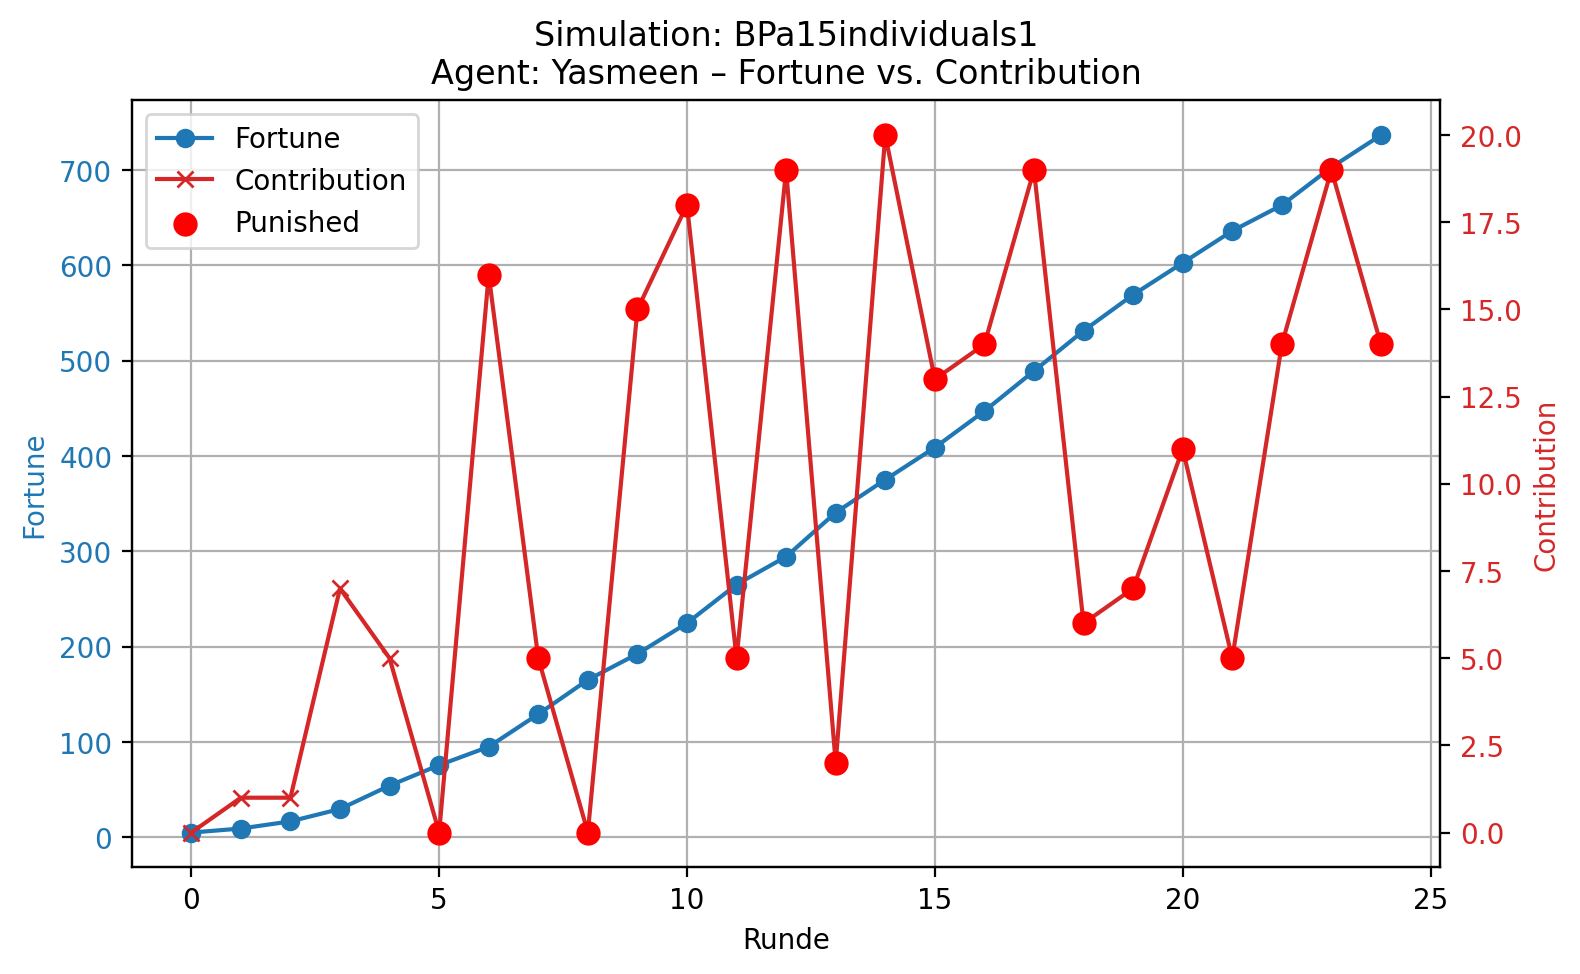 Simulation: BPa15individuals1
Agent: Yasmeen – Fortune vs. Contribution
Fortune
Contribution
Punished
700
600
500
400
300
200
100
0
Fortune
20.0
17.5
15.0
12.5
10.0
7.5
5.0
2.5
0.0
Contribution
0 5 10 15 20 25
Runde